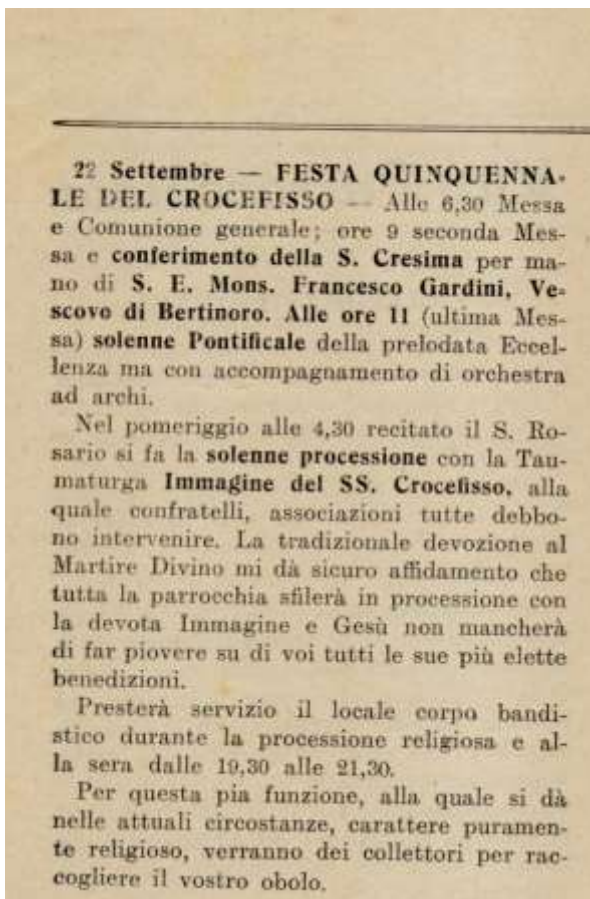 22 Settembre — FESTA QUINQUENNA-
LE DEL CROCEFISSO — Alle 6,30 Messa
e Comunione generale; ore 9 seconda Mes-
sa e conferimento della S. Cresima per ma-
no di S. E. Mons. Francesco Gardini, Ve-
scovo di Bertinoro. Alle ore 11 (ultima Mes-
sa) solenne Pontificale della prelodata Eccel-
lenza ma con accompagnamento di orchestra
ad archi.
Nel pomeriggio alle 4,30 recitato il S. Ro-
sario si fa la solenne processione con la Tau-
maturga Immagine del SS. Crocefisso, alla
quale confratelli, associazioni tutte debbo-
no intervenire. La tradizionale devozione al
Martire Divino mi dà sicuro affidamento che
tutta la parrocchia sfilerà in processione con
la devota Immagine e Gesù non mancherà
di far piovere su di voi tutti le sue più elette
benedizioni.
Presterà servizio il locale corpo bandi-
stico durante la processione religiosa e al-
la sera dalle 19,30 alle 21,30.
Per questa pia funzione, alla quale si dà
nelle attuali circostanze, carattere puramen-
te religioso, verranno dei collettori per rac-
cogliere il vostro obolo.